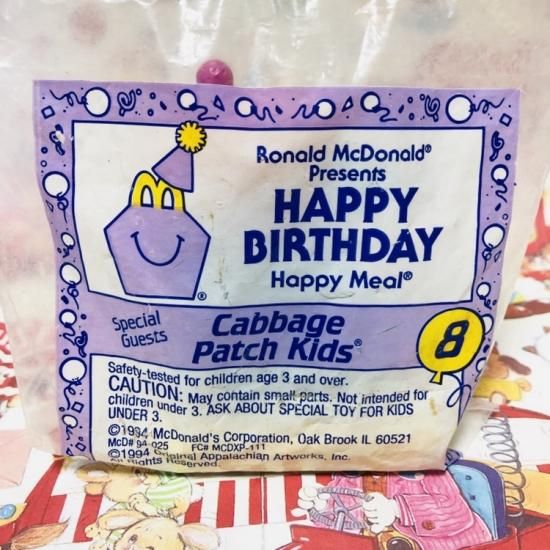 Ronald McDonald®
Presents
HAPPY
BIRTHDAY
Happy Meal®
®
Special
Guests
Cabbage
Patch Kids®
8
Safety-tested for children age 3 and over.
CAUTION: May contain small parts. Not intended for
children under 3. ASK ABOUT SPECIAL TOY FOR KIDS
UNDER 3.
©1994 McDonald's Corporation, Oak Brook IL 60521
McD# 94-025 FC# MCDXP-111
©1994 Original Appalachian Artworks, Inc.
All Rights Reserved.